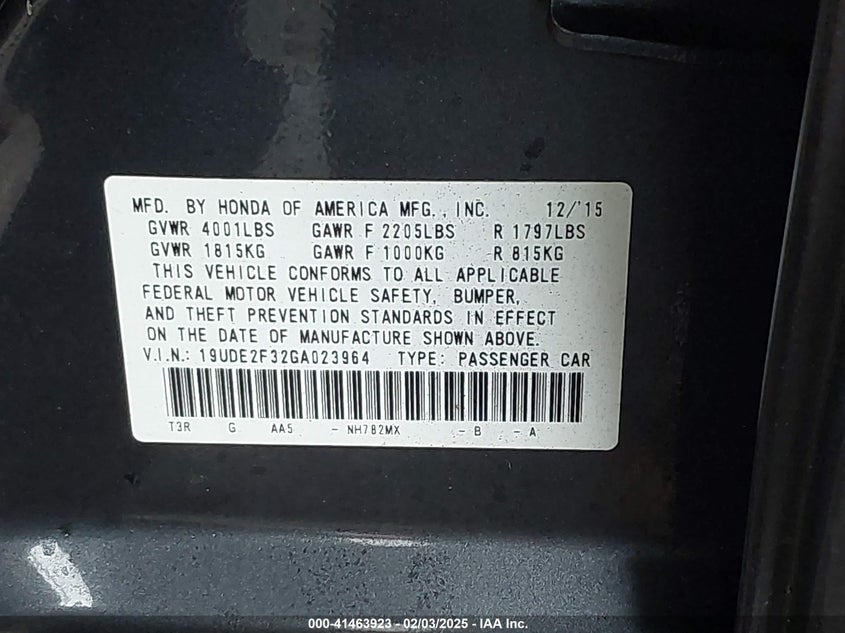 MFD. BY HONDA OF AMERICA MFG., INC. 12/'15
GVWR 4001LBS GAWR F 2205LBS R 1797LBS
GVWR 1815KG GAWR F 1000KG R 815KG
THIS VEHICLE CONFORMS TO ALL APPLICABLE
FEDERAL MOTOR VEHICLE SAFETY, BUMPER,
AND THEFT PREVENTION STANDARDS IN EFFECT
ON THE DATE OF MANUFACTURE SHOWN ABOVE.
V.I.N.: 19UDE2F32GA023964 TYPE: PASSENGER CAR
T3R G AA5 - NH782MX - B - A
000-41463923 - 02/03/2025 - IAA Inc.